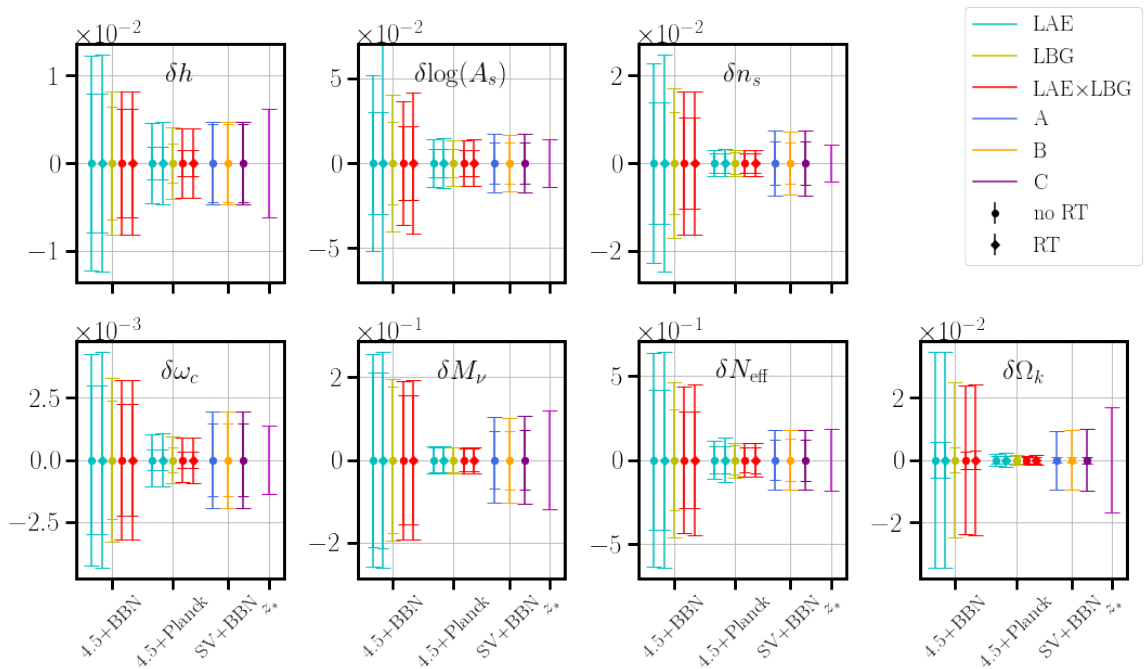 ×10⁻²
δh
1
0
−1
×10⁻²
δlog(A_s)
5
0
−5
×10⁻²
δn_s
2
0
−2
LAE
LBG
LAE×LBG
A
B
C
no RT
RT
×10⁻³
δω_c
2.5
0.0
−2.5
4.5+BBN
4.5+Planck
SV+BBN
z_*
×10⁻¹
δM_ν
2
0
−2
4.5+BBN
4.5+Planck
SV+BBN
z_*
×10⁻¹
δN_eff
5
0
−5
4.5+BBN
4.5+Planck
SV+BBN
z_*
×10⁻²
δΩ_k
2
0
−2
4.5+BBN
4.5+Planck
SV+BBN
z_*